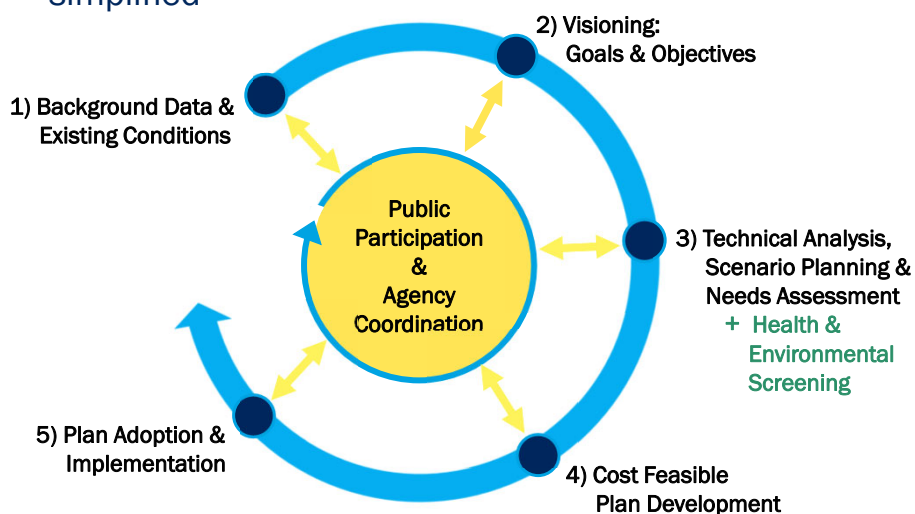 simplified
2) Visioning:
Goals & Objectives
1) Background Data &
Existing Conditions
Public
Participation
&
Agency
Coordination
3) Technical Analysis,
Scenario Planning &
Needs Assessment
+ Health &
Environmental
Screening
5) Plan Adoption &
Implementation
4) Cost Feasible
Plan Development